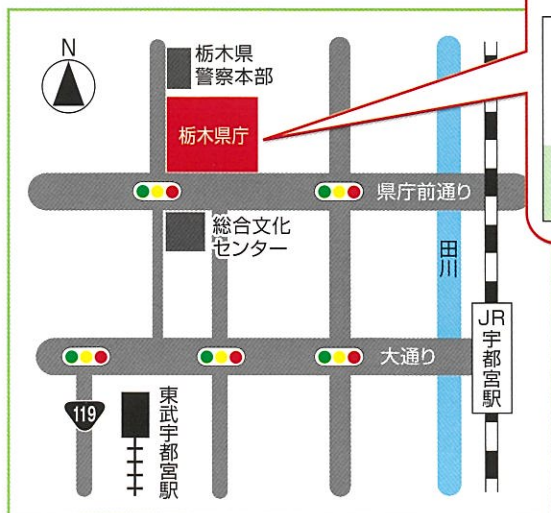 N
栃木県
警察本部
栃木県庁
県庁前通り
総合文化
センター
田川
JR
宇都宮駅
大通り
119
東武宇都宮駅